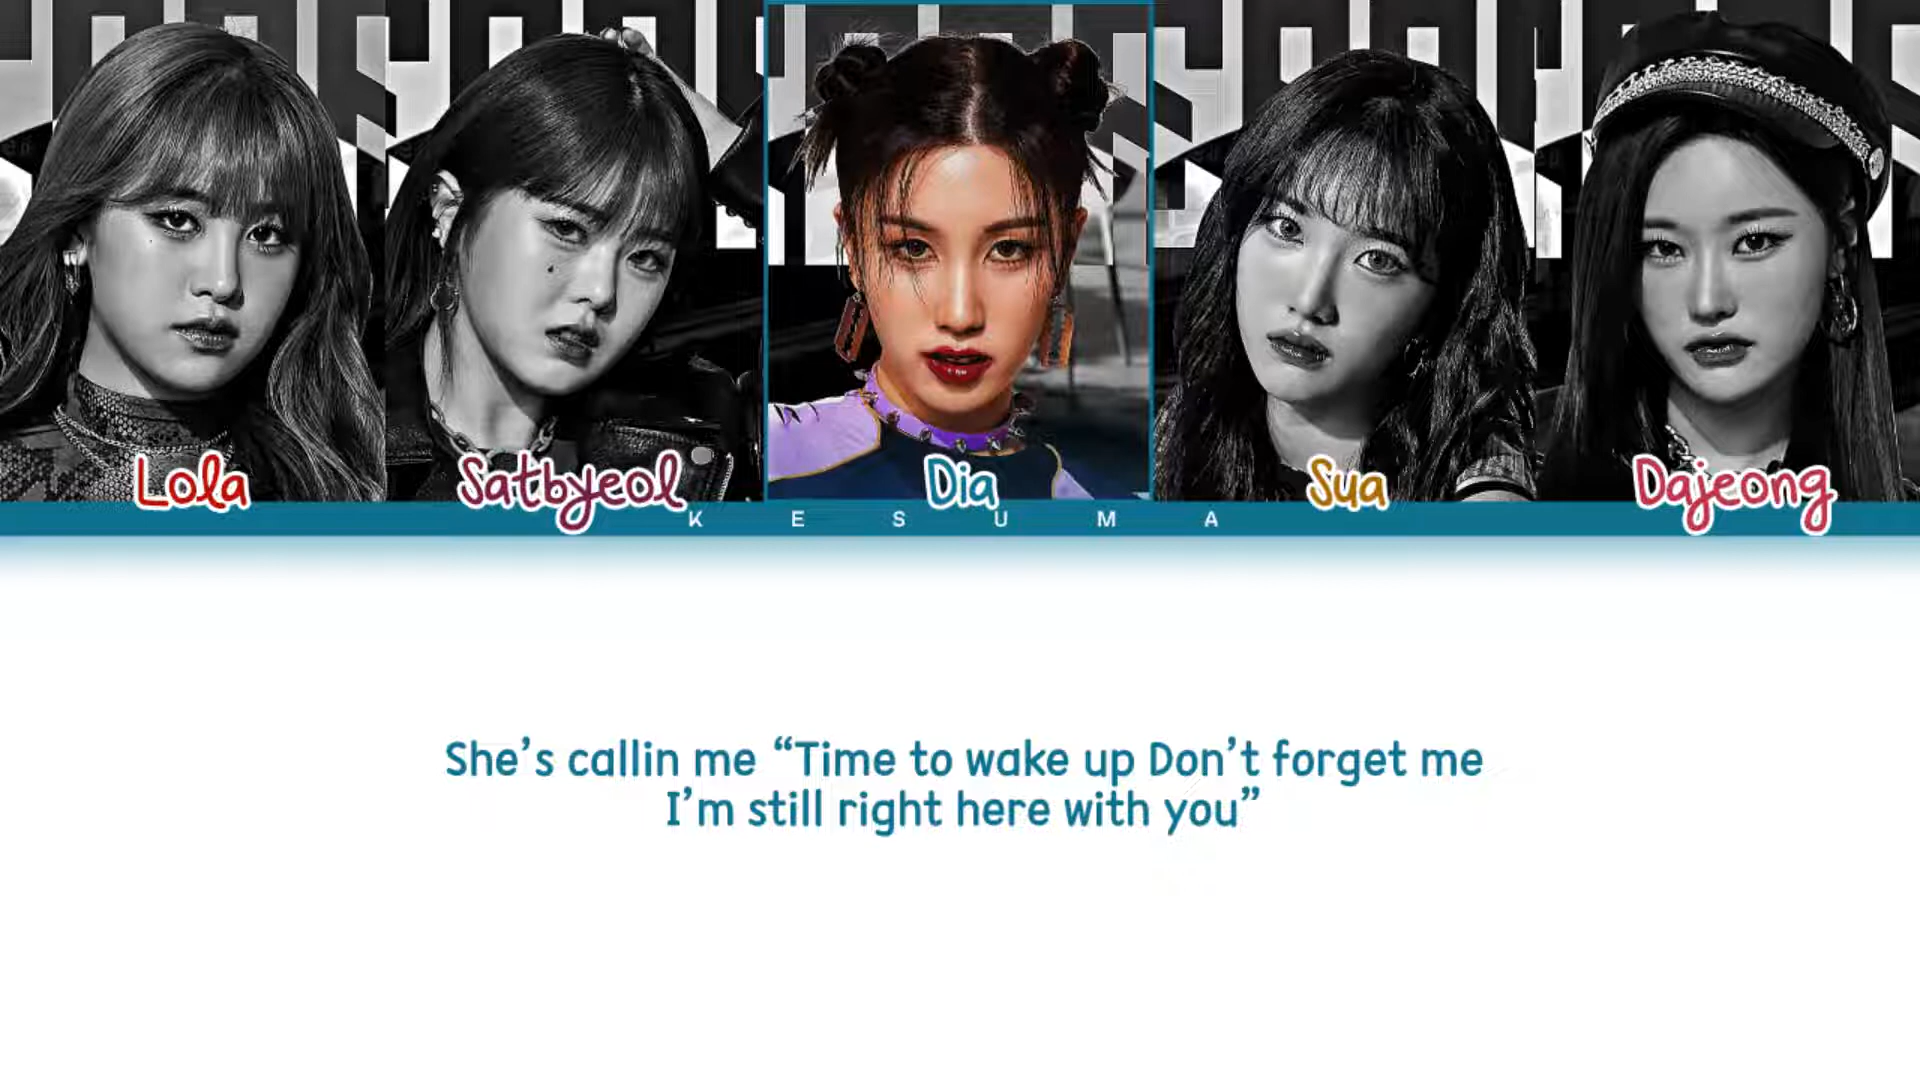 Lola
Satbyeol
Dia
Sua
Dajeong
KESUMA
She's callin me “Time to wake up Don't forget me
I'm still right here with you”